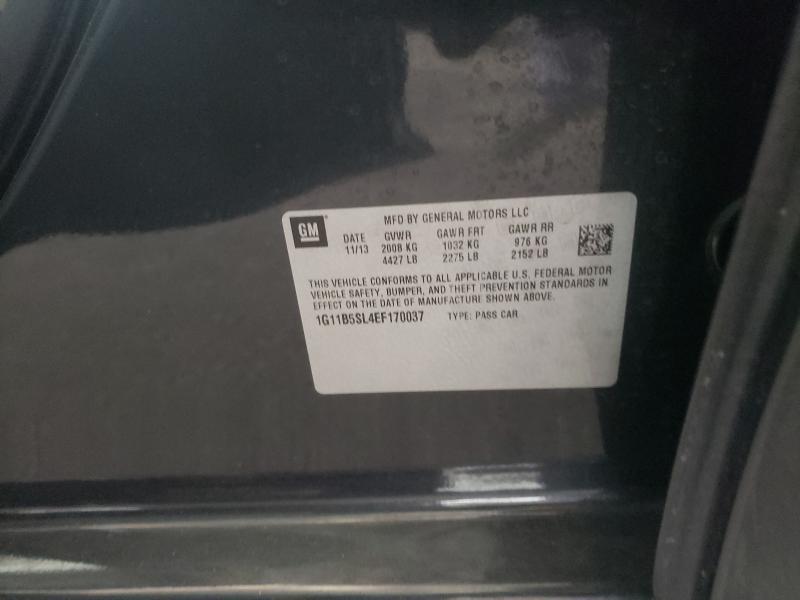 GM
MFD BY GENERAL MOTORS LLC
DATE GVWR GAWR FRT GAWR RR
11/13 2008 KG 1032 KG 976 KG
4427 LB 2275 LB 2152 LB
THIS VEHICLE CONFORMS TO ALL APPLICABLE U.S. FEDERAL MOTOR
VEHICLE SAFETY, BUMPER, AND THEFT PREVENTION STANDARDS IN
EFFECT ON THE DATE OF MANUFACTURE SHOWN ABOVE.
1G11B5SL4EF170037 TYPE: PASS CAR